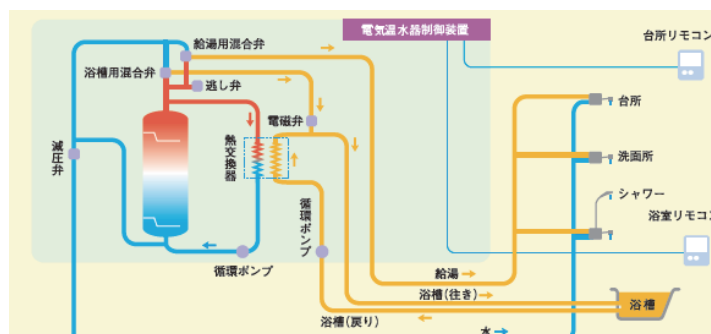 電気温水器制御装置
台所リモコン
給湯用混合弁
浴槽用混合弁
逃し弁
電磁弁
台所
減圧弁
熱交換器
洗面所
シャワー
浴室リモコン
循環ポンプ
循環ポンプ
給湯
浴槽(往き)
浴槽
浴槽(戻り)
水